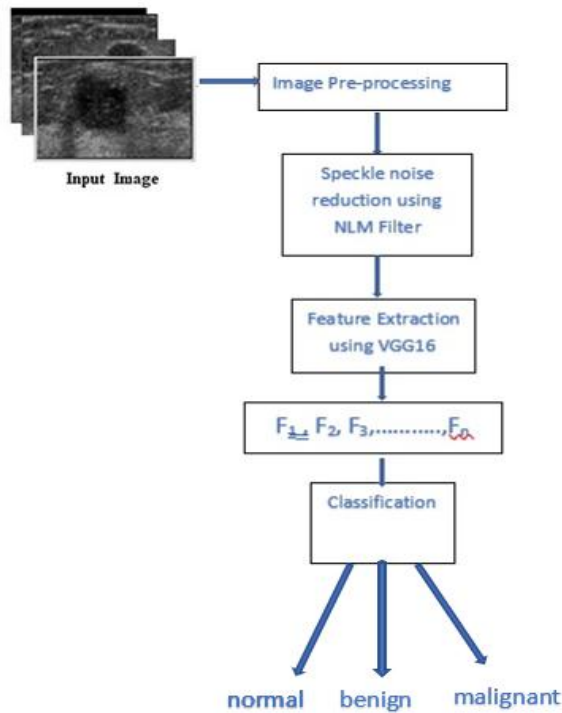 Input Image
Image Pre-processing
Speckle noise
reduction using
NLM Filter
Feature Extraction
using VGG16
F₁, F₂, F₃,...........,Fₙ
Classification
normal benign malignant